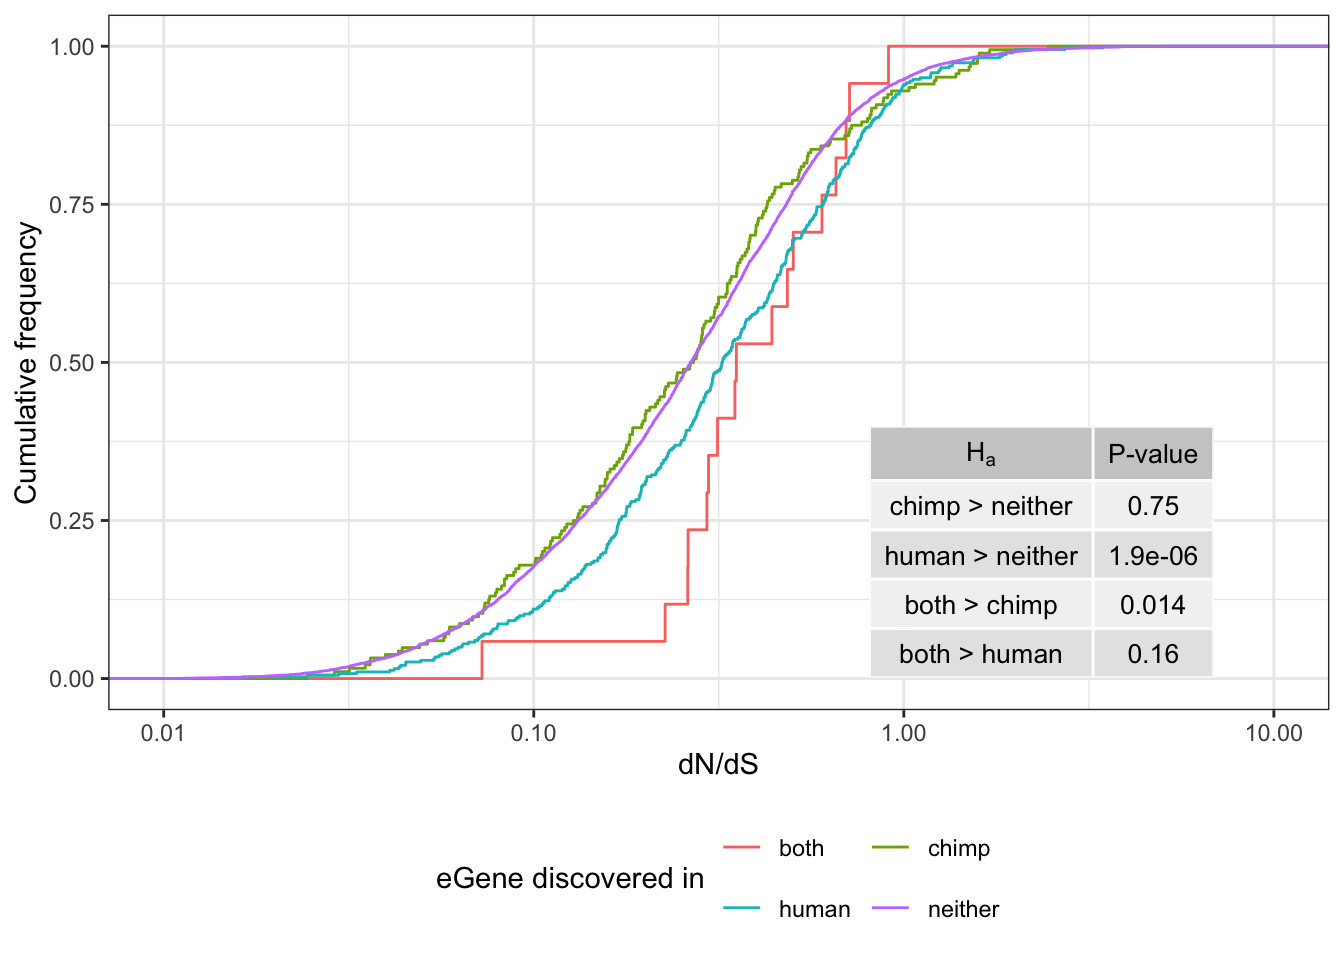 1.00
0.75
0.50
0.25
0.00
Cumulative frequency
Hₐ P-value
chimp > neither 0.75
human > neither 1.9e-06
both > chimp 0.014
both > human 0.16
0.01 0.10 1.00 10.00
dN/dS
eGene discovered in
both chimp
human neither